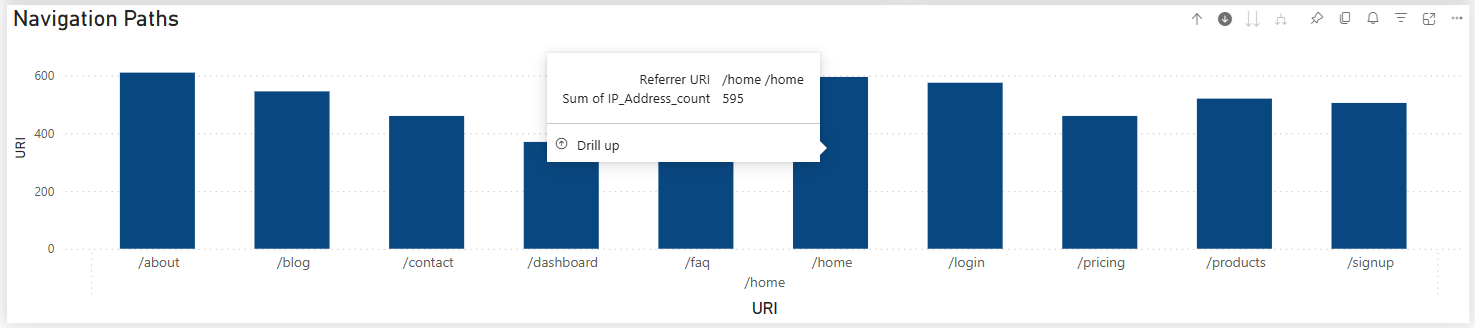 Navigation Paths
Referrer URI /home /home
Sum of IP_Address_count 595
Drill up
600
400
200
0
URI
/about /blog /contact /dashboard /faq /home /login /pricing /products /signup
/home
URI